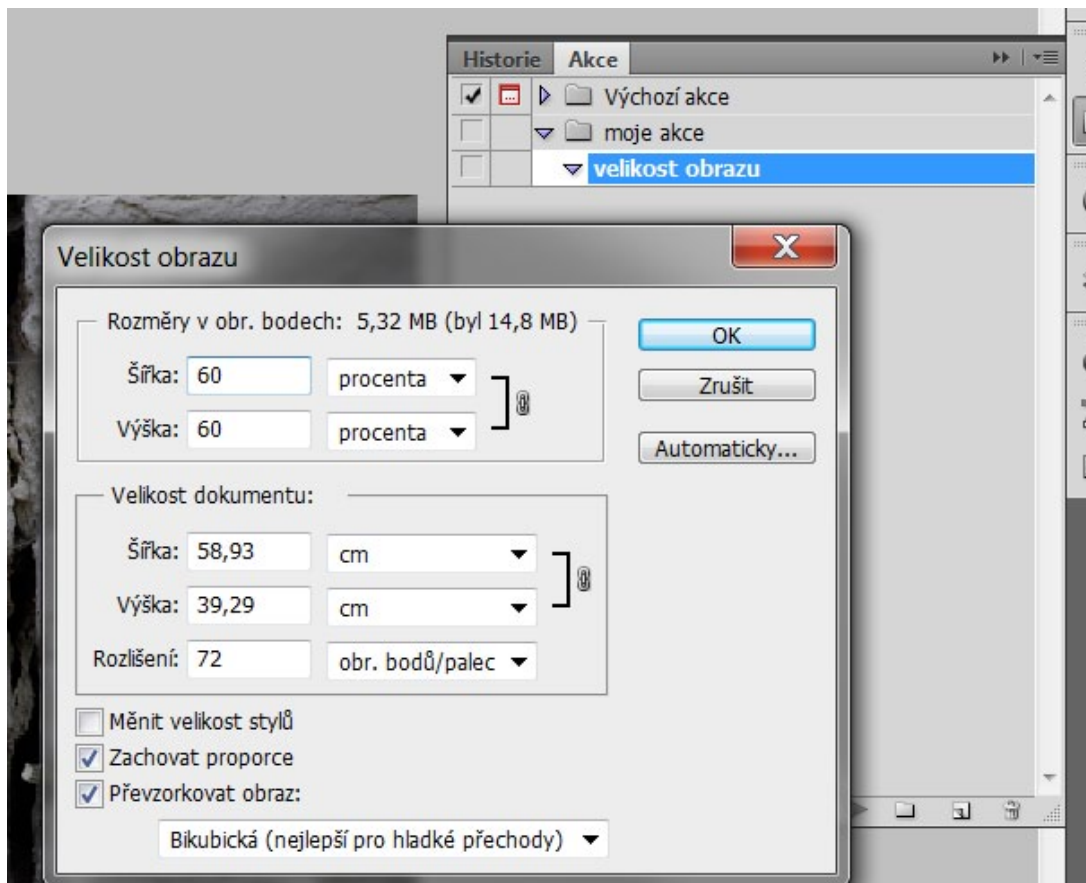 Historie Akce
Výchozí akce
moje akce
velikost obrazu
Velikost obrazu
X
Rozměry v obr. bodech: 5,32 MB (byl 14,8 MB)
Šířka: 60 procenta
Výška: 60 procenta
OK
Zrušit
Automaticky...
Velikost dokumentu:
Šířka: 58,93 cm
Výška: 39,29 cm
Rozlišení: 72 obr. bodů/palec
Měnit velikost stylů
Zachovat proporce
Převzorkovat obraz:
Bikubická (nejlepší pro hladké přechody)